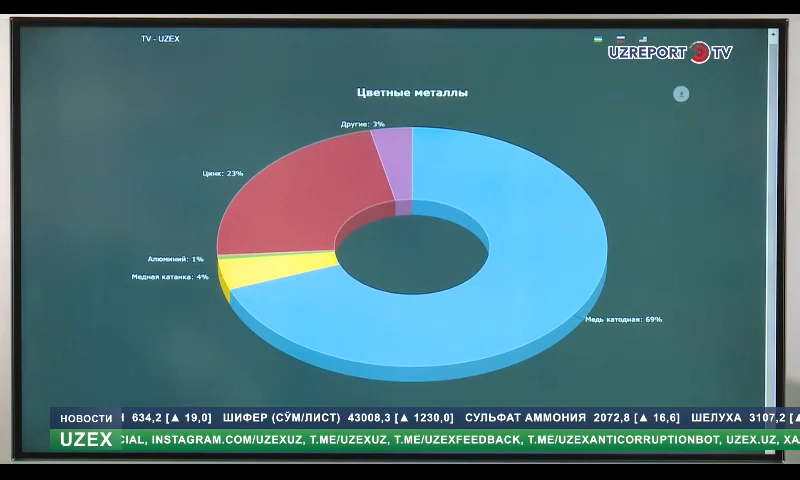 TV - UZEX
UZREPORT TV
Цветные металлы
Другие: 3%
Цинк: 23%
Алюминий: 1%
Медная катанка: 4%
Медь катодная: 69%
НОВОСТИ 634,2 [▲ 19,0] ШИФЕР (СЎМ/ЛИСТ) 43008,3 [▲ 1230,0] СУЛЬФАТ АММОНИЯ 2072,8 [▲ 16,6] ШЕЛУХА 3107,2 [▲
UZEX CIAL, INSTAGRAM.COM/UZEXUZ, T.ME/UZEXUZ, T.ME/UZEXFEEDBACK, T.ME/UZEXANTICORRUPTIONBOT, UZEX.UZ, ХА